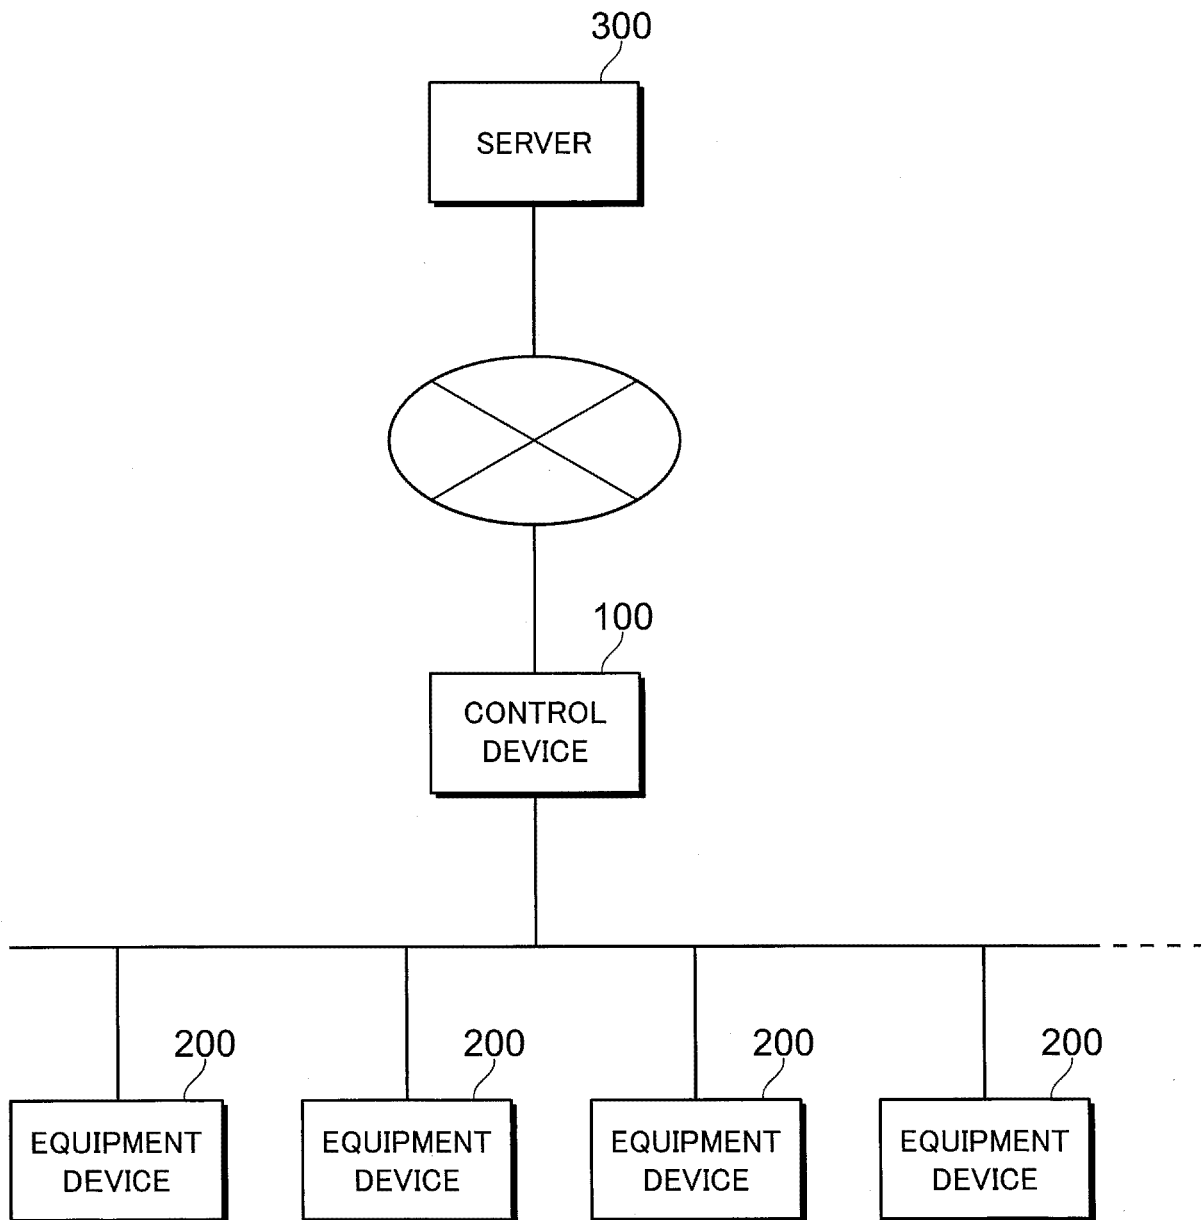 300
SERVER
100
CONTROL
DEVICE
200
200
200
200
EQUIPMENT
DEVICE
EQUIPMENT
DEVICE
EQUIPMENT
DEVICE
EQUIPMENT
DEVICE